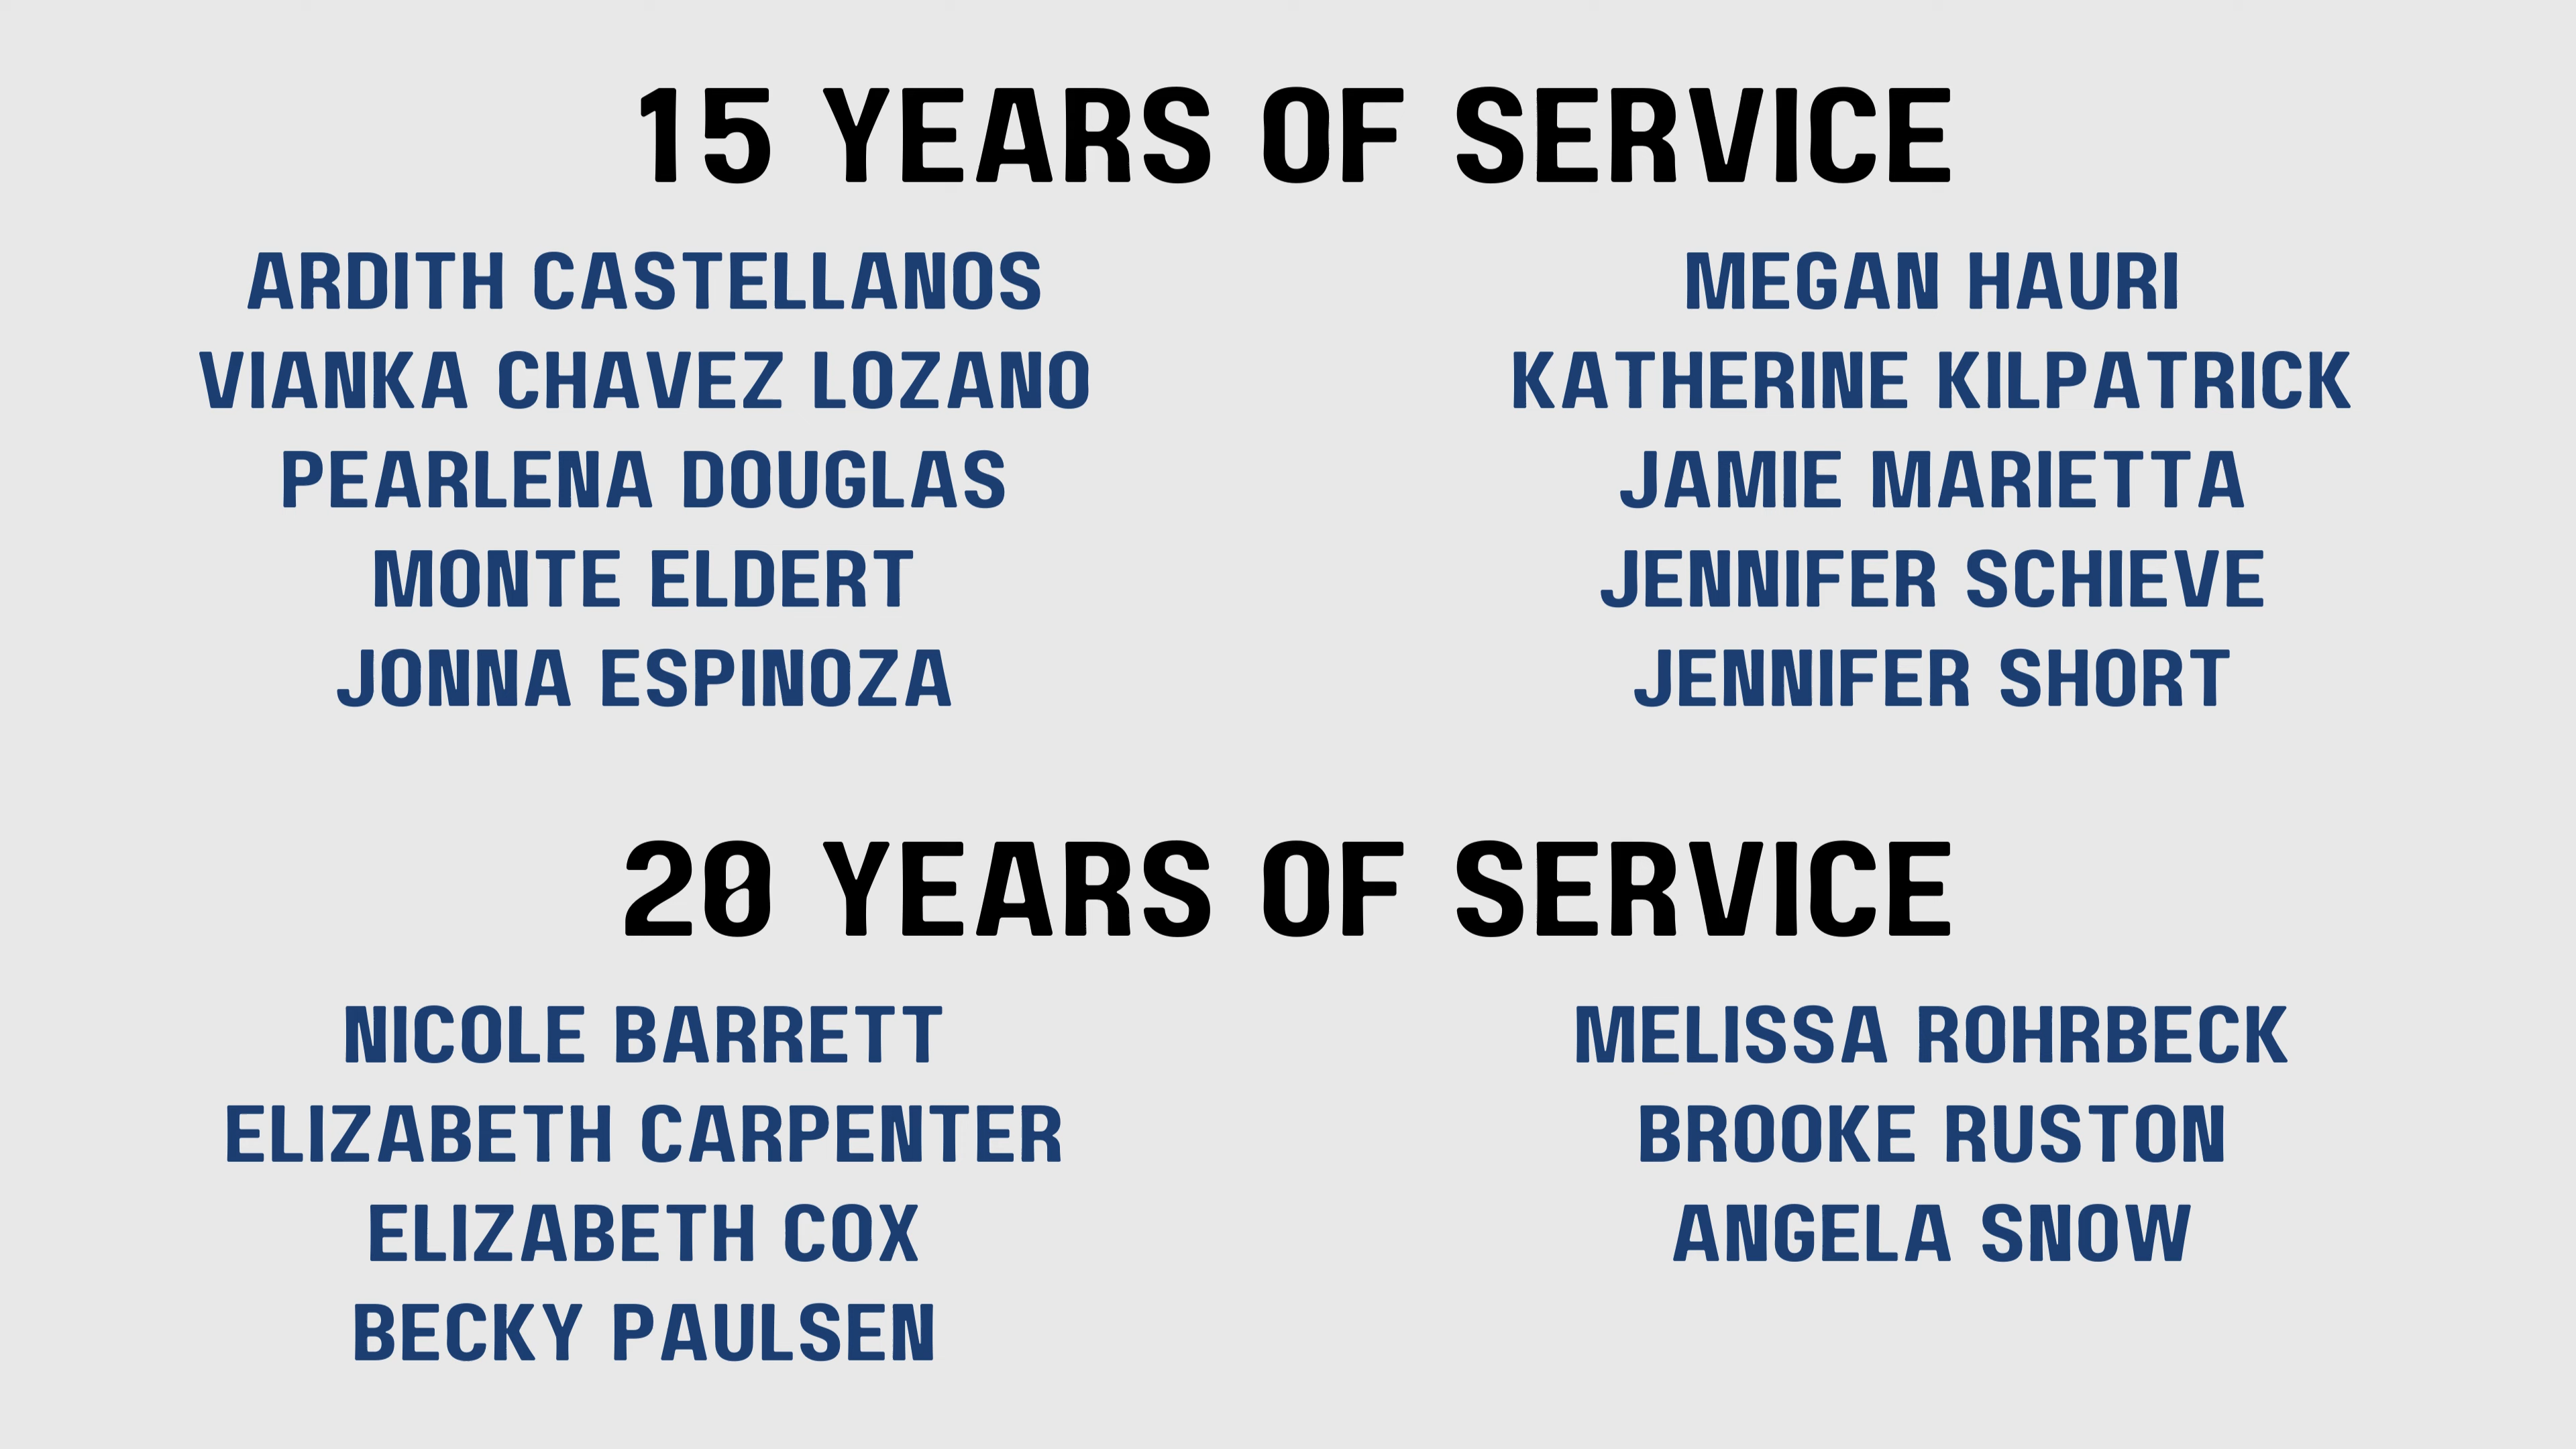 15 YEARS OF SERVICE
ARDITH CASTELLANOS
VIANKA CHAVEZ LOZANO
PEARLENA DOUGLAS
MONTE ELDERT
JONNA ESPINOZA
MEGAN HAURI
KATHERINE KILPATRICK
JAMIE MARIETTA
JENNIFER SCHIEVE
JENNIFER SHORT
20 YEARS OF SERVICE
NICOLE BARRETT
ELIZABETH CARPENTER
ELIZABETH COX
BECKY PAULSEN
MELISSA ROHRBECK
BROOKE RUSTON
ANGELA SNOW